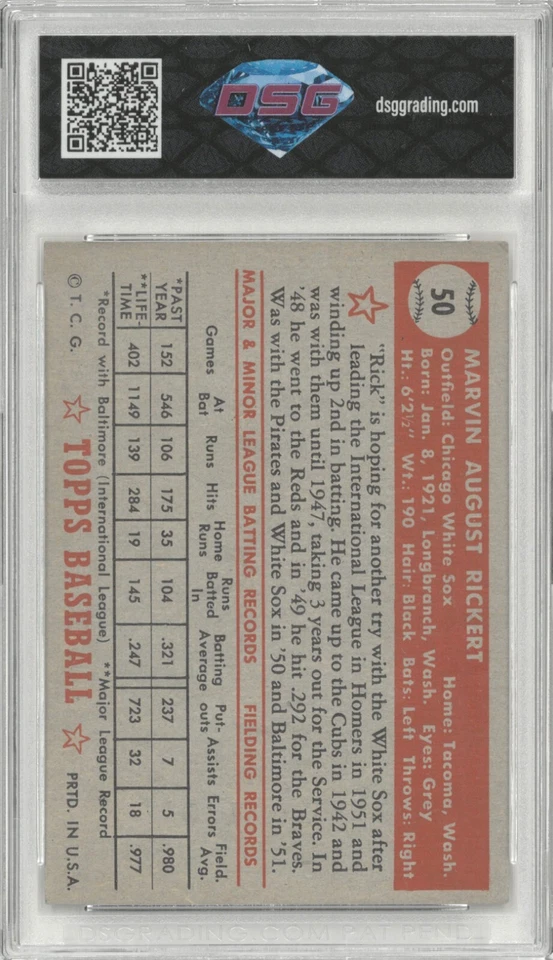 DSG
dsggrading.com
50
MARVIN AUGUST RICKERT
Outfield: Chicago White Sox Home: Tacoma, Wash.
Born: Jan. 8, 1921, Longbranch, Wash. Eyes: Grey
Ht.: 6'2½" Wt.: 190 Hair: Black Bats: Left Throws: Right
"Rick" is hoping for another try with the White Sox after
leading the International League in Homers in 1951 and
winding up 2nd in batting. He came up to the Cubs in 1942 and
was with them until 1947, taking 3 years out for the Service. In
'48 he went to the Reds and in '49 he hit .292 for the Braves.
Was with the Pirates and White Sox in '50 and Baltimore in '51.
MAJOR & MINOR LEAGUE BATTING RECORDS FIELDING RECORDS
Games At Bat Runs Hits Home Runs Runs Batted In Batting Average Put-outs Assists Errors Field. Avg.
*PAST YEAR 152 546 106 175 35 104 .321 237 7 5 .980
**LIFE-TIME 402 1149 139 284 19 145 .247 723 32 18 .977
*Record with Baltimore (International League) **Major League Record
© T. C. G. TOPPS BASEBALL PRTD. IN U.S.A.
DSGGRADING.COM PAT PEND